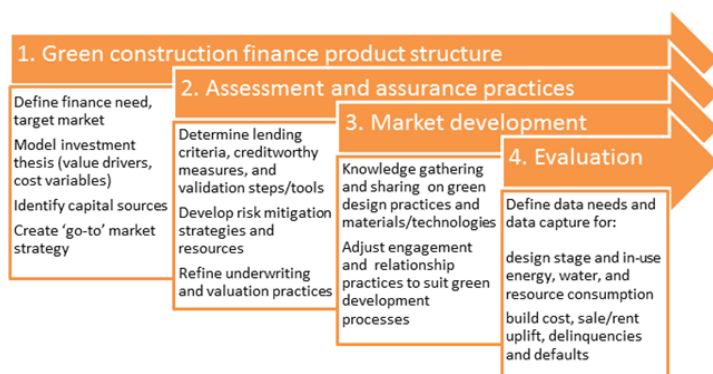 1. Green construction finance product structure
Define finance need,
target market
Model investment
thesis (value drivers,
cost variables)
Identify capital sources
Create ‘go-to’ market
strategy
2. Assessment and assurance practices
Determine lending
criteria, creditworthy
measures, and
validation steps/tools
Develop risk mitigation
strategies and
resources
Refine underwriting
and valuation practices
3. Market development
Knowledge gathering
and sharing on green
design practices and
materials/technologies
Adjust engagement
and relationship
practices to suit green
development
processes
4. Evaluation
Define data needs and
data capture for:
design stage and in-use
energy, water, and
resource consumption
build cost, sale/rent
uplift, delinquencies
and defaults